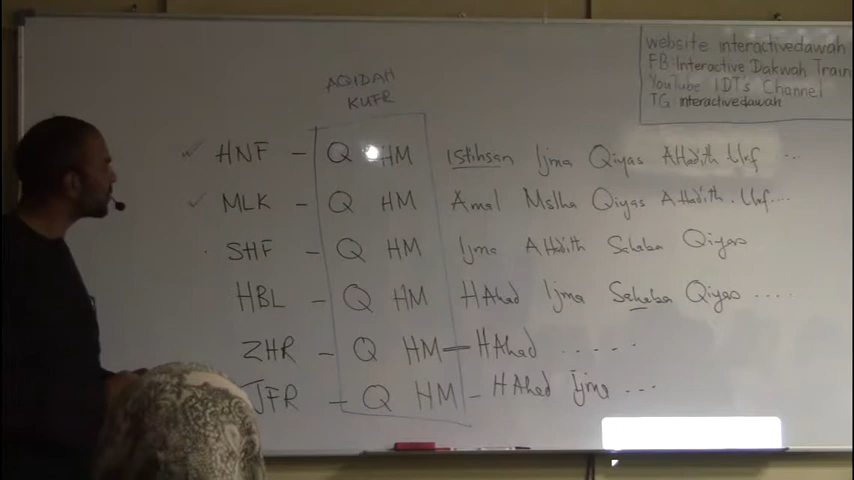 website interactivedawah
FB Interactive Dakwah Train
YouTube IDT's Channel
TG interactivedawah
AQIDAH
KUFR
HNF - Q HM Istihsan Ijma Qiyas AHadith Urf ...
MLK - Q HM Amal Mslha Qiyas AHadith. Urf...
SHF - Q HM Ijma AHadith Sahaba Qiyas
HBL - Q HM HAhad Ijma Sahaba Qiyas ....
ZHR - Q HM - HAhad .....
JFR - Q HM - HAhad Ijma ...